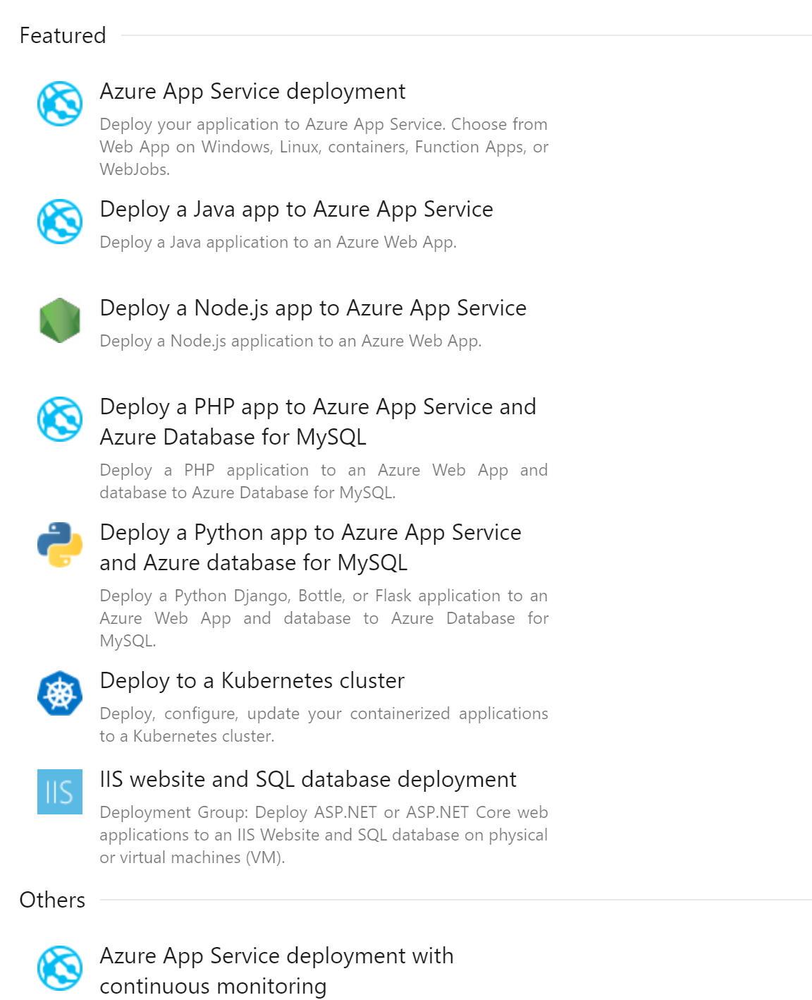 Featured
Azure App Service deployment
Deploy your application to Azure App Service. Choose from
Web App on Windows, Linux, containers, Function Apps, or
WebJobs.
Deploy a Java app to Azure App Service
Deploy a Java application to an Azure Web App.
Deploy a Node.js app to Azure App Service
Deploy a Node.js application to an Azure Web App.
Deploy a PHP app to Azure App Service and
Azure Database for MySQL
Deploy a PHP application to an Azure Web App and
database to Azure Database for MySQL.
Deploy a Python app to Azure App Service
and Azure database for MySQL
Deploy a Python Django, Bottle, or Flask application to an
Azure Web App and database to Azure Database for
MySQL.
Deploy to a Kubernetes cluster
Deploy, configure, update your containerized applications
to a Kubernetes cluster.
IIS
IIS website and SQL database deployment
Deployment Group: Deploy ASP.NET or ASP.NET Core web
applications to an IIS Website and SQL database on physical
or virtual machines (VM).
Others
Azure App Service deployment with
continuous monitoring